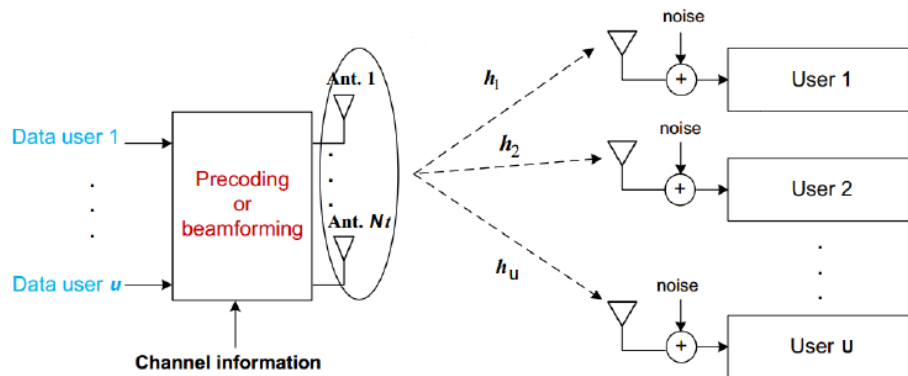 noise
Ant. 1
h1
User 1
Data user 1
noise
h2
Precoding
or
beamforming
User 2
Ant. Nt
hu
Data user u
noise
User u
Channel information